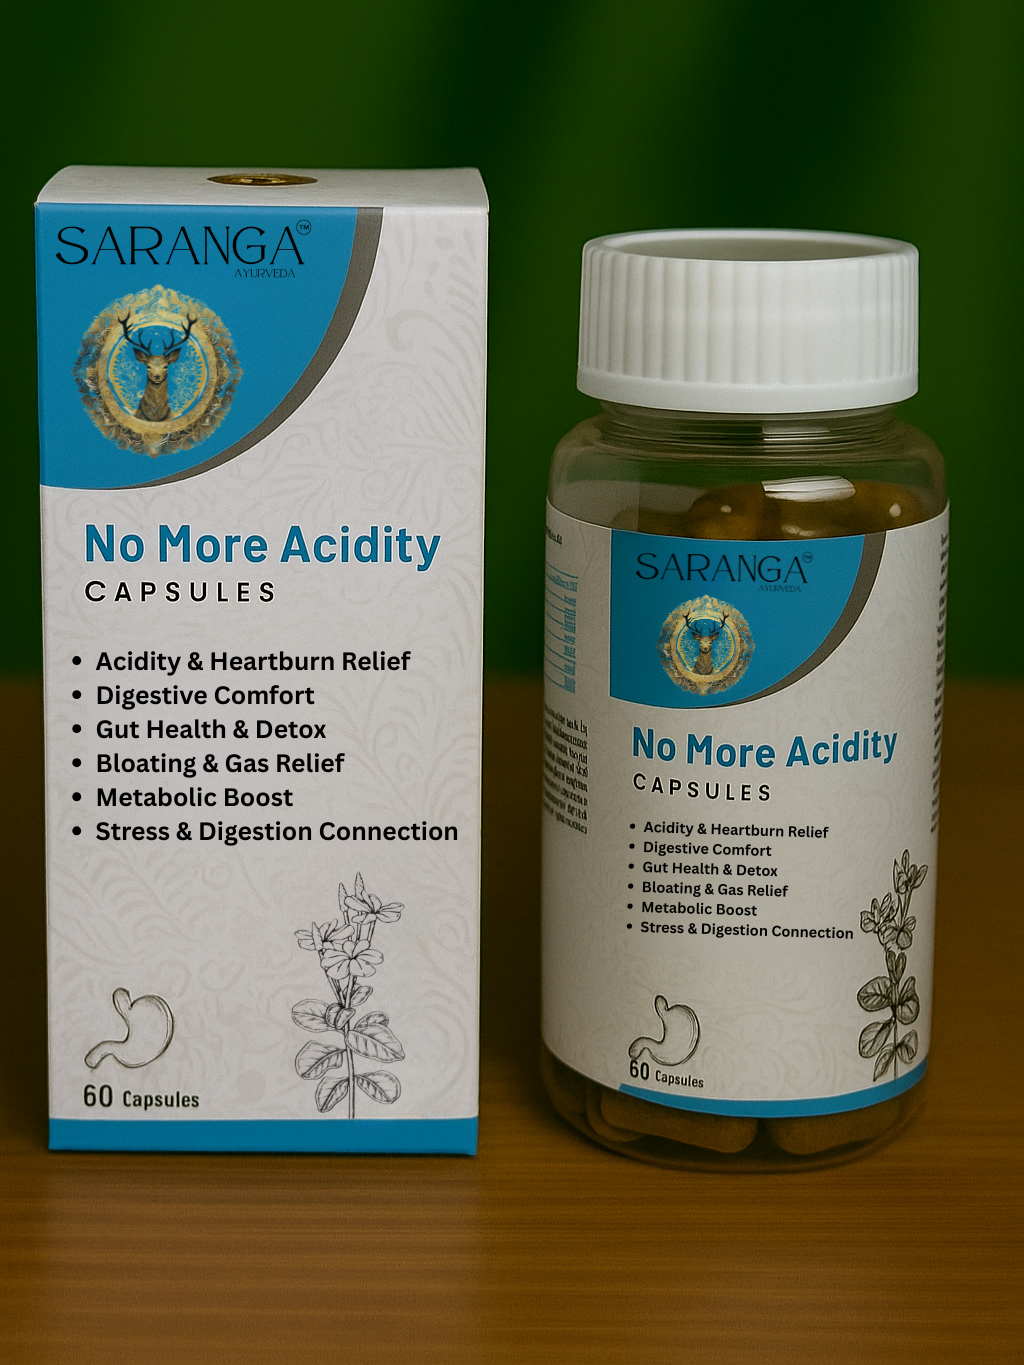 SARANGA™
AYURVEDA
No More Acidity
CAPSULES
• Acidity & Heartburn Relief
• Digestive Comfort
• Gut Health & Detox
• Bloating & Gas Relief
• Metabolic Boost
• Stress & Digestion Connection
60 Capsules
SARANGA™
AYURVEDA
No More Acidity
CAPSULES
• Acidity & Heartburn Relief
• Digestive Comfort
• Gut Health & Detox
• Bloating & Gas Relief
• Metabolic Boost
• Stress & Digestion Connection
60 Capsules